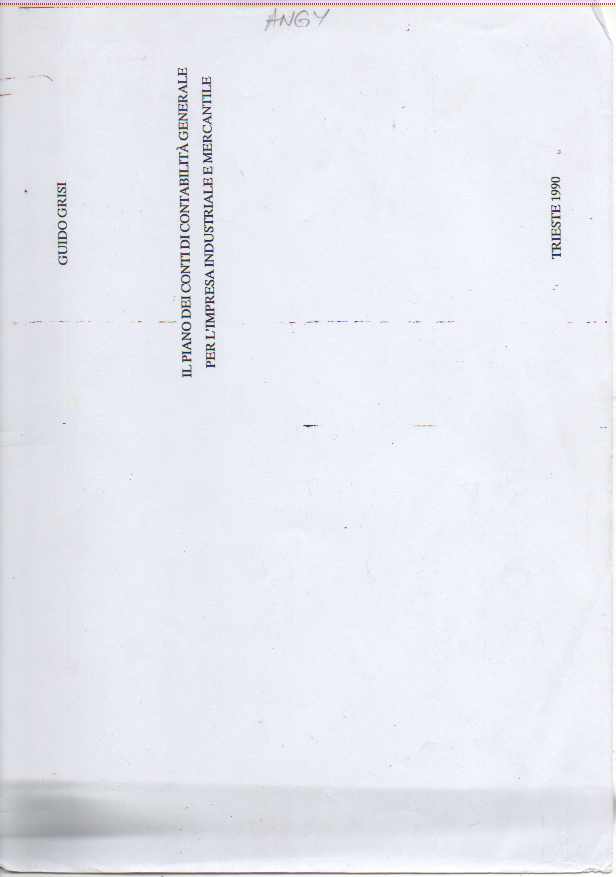 ANGY
GUIDO GRISI
IL PIANO DEI CONTI DI CONTABILITÀ GENERALE
PER L'IMPRESA INDUSTRIALE E MERCANTILE
TRIESTE 1990